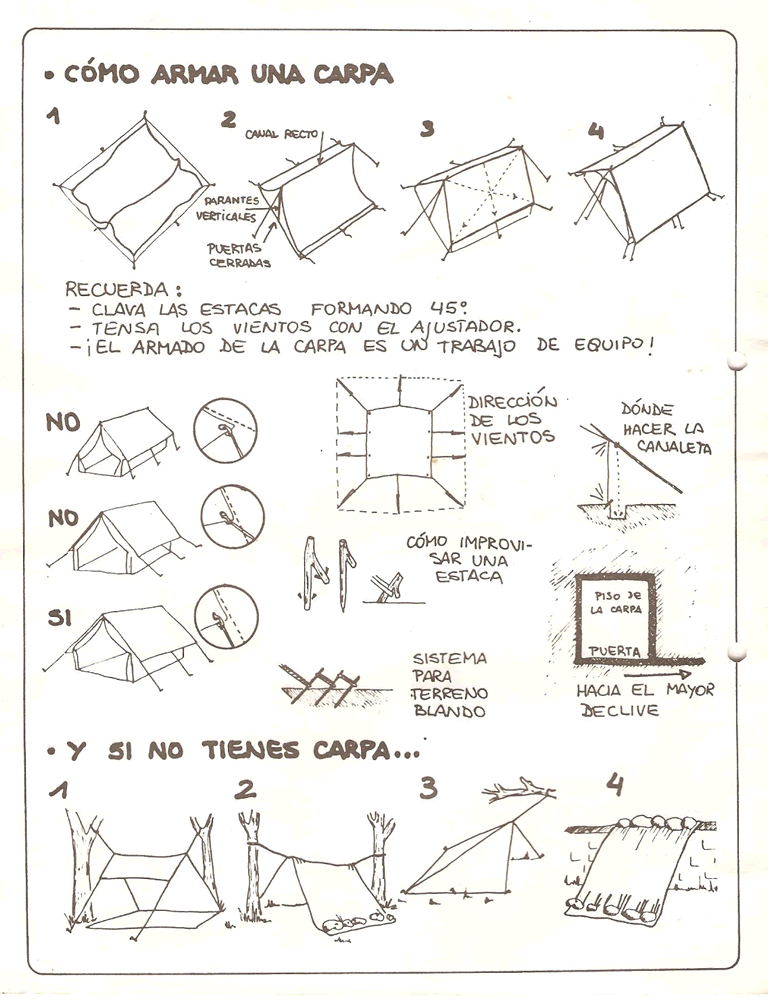 • CÓMO ARMAR UNA CARPA
1
2
3
4
CANAL RECTO
PARANTES
VERTICALES
PUERTAS
CERRADAS
RECUERDA:
- CLAVA LAS ESTACAS FORMANDO 45º.
- TENSA LOS VIENTOS CON EL AJUSTADOR.
- ¡EL ARMADO DE LA CARPA ES UN TRABAJO DE EQUIPO!
NO
NO
SI
DIRECCIÓN
DE LOS
VIENTOS
DÓNDE
HACER LA
CANALETA
CÓMO IMPROVI-
SAR UNA
ESTACA
PISO DE
LA CARPA
PUERTA
HACIA EL MAYOR
DECLIVE
SISTEMA
PARA
TERRENO
BLANDO
• Y SI NO TIENES CARPA...
1
2
3
4